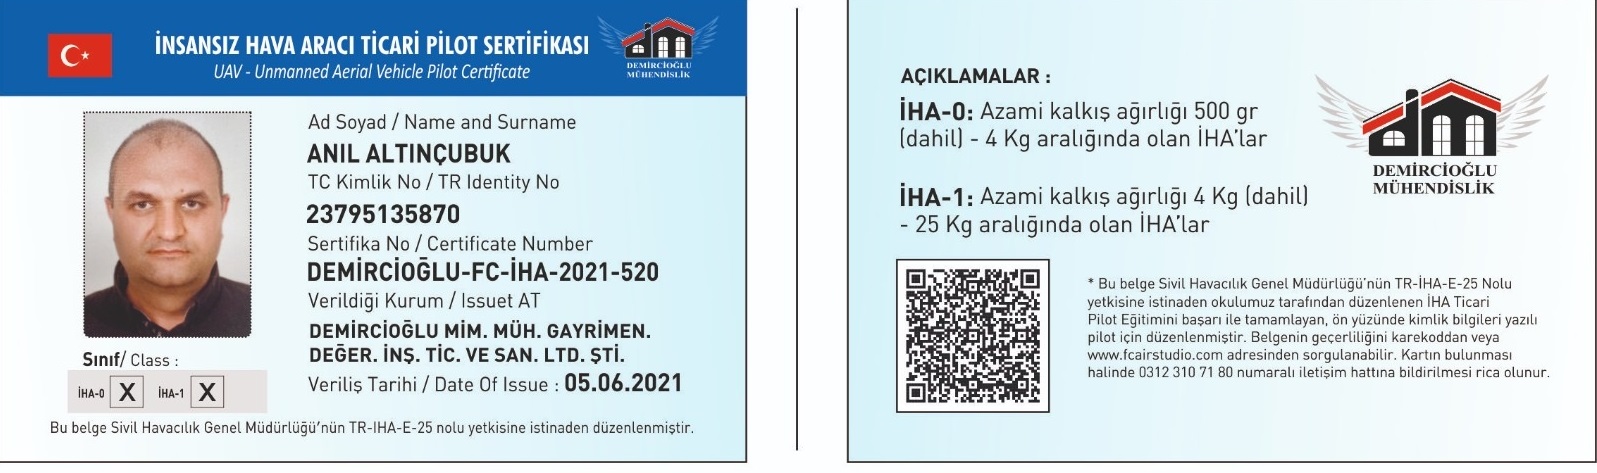 İNSANSIZ HAVA ARACI TİCARİ PİLOT SERTİFİKASI
UAV - Unmanned Aerial Vehicle Pilot Certificate
DEMİRCİOĞLU
MÜHENDİSLİK
Ad Soyad / Name and Surname
ANIL ALTINÇUBUK
TC Kimlik No / TR Identity No
23795135870
Sertifika No / Certificate Number
DEMİRCİOĞLU-FC-İHA-2021-520
Verildiği Kurum / Issuet AT
DEMİRCİOĞLU MİM. MÜH. GAYRİMEN.
DEĞER. İNŞ. TİC. VE SAN. LTD. ŞTİ.
Veriliş Tarihi / Date Of Issue : 05.06.2021
Sınıf/ Class :
İHA-0 X İHA-1 X
Bu belge Sivil Havacılık Genel Müdürlüğü'nün TR-IHA-E-25 nolu yetkisine istinaden düzenlenmiştir.
AÇIKLAMALAR :
İHA-0: Azami kalkış ağırlığı 500 gr
(dahil) - 4 Kg aralığında olan İHA'lar
İHA-1: Azami kalkış ağırlığı 4 Kg (dahil)
- 25 Kg aralığında olan İHA'lar
DEMİRCİOĞLU
MÜHENDİSLİK
* Bu belge Sivil Havacılık Genel Müdürlüğü'nün TR-İHA-E-25 Nolu
yetkisine istinaden okulumuz tarafından düzenlenen İHA Ticari
Pilot Eğitimini başarı ile tamamlayan, ön yüzünde kimlik bilgileri yazılı
pilot için düzenlenmiştir. Belgenin geçerliliğini karekoddan veya
www.fcairstudio.com adresinden sorgulanabilir. Kartın bulunması
halinde 0312 310 71 80 numaralı iletişim hattına bildirilmesi rica olunur.